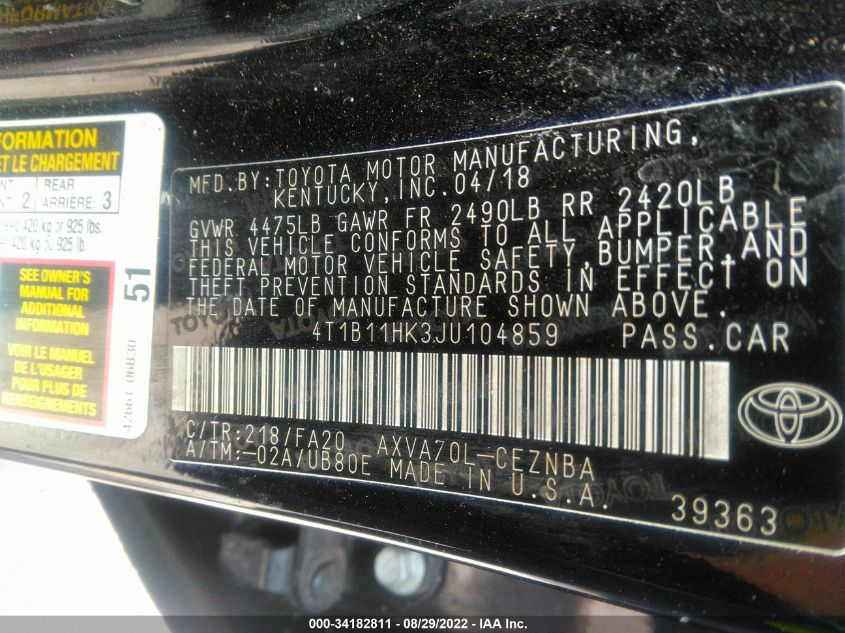 FORMATION
ET LE CHARGEMENT
2
REAR
ARRIÈRE: 3
420 kg or 925 lbs.
420 kg ou 925 lb.
SEE OWNER'S
MANUAL FOR
ADDITIONAL
INFORMATION
VOIR LE MANUEL
DE L'USAGER
POUR PLUS DE
RENSEIGNEMENTS
51
42661 06B30
MFD. BY: TOYOTA MOTOR MANUFACTURING,
KENTUCKY, INC. 04/18
GVWR 4475LB GAWR FR 2490LB RR 2420LB
THIS VEHICLE CONFORMS TO ALL APPLICABLE
FEDERAL MOTOR VEHICLE SAFETY, BUMPER, AND
THEFT PREVENTION STANDARDS IN EFFECT ON
THE DATE OF MANUFACTURE SHOWN ABOVE.
4T1B11HK3JU104859 PASS. CAR
C/TR: 218/FA20 AXVA70L-CEZNBA
A/TM: -02A/UB80E MADE IN U.S.A.
39363
000-34182811 - 08/29/2022 - IAA Inc.